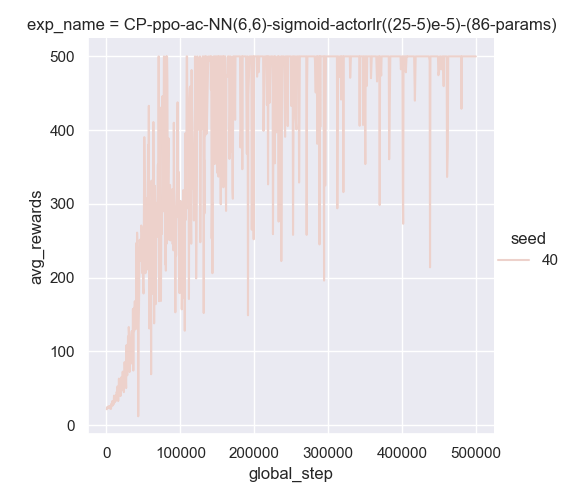 exp_name = CP-ppo-ac-NN(6,6)-sigmoid-actorlr((25-5)e-5)-(86-params)
500
400
300
200
100
0
avg_rewards
seed
40
0 100000 200000 300000 400000 500000
global_step